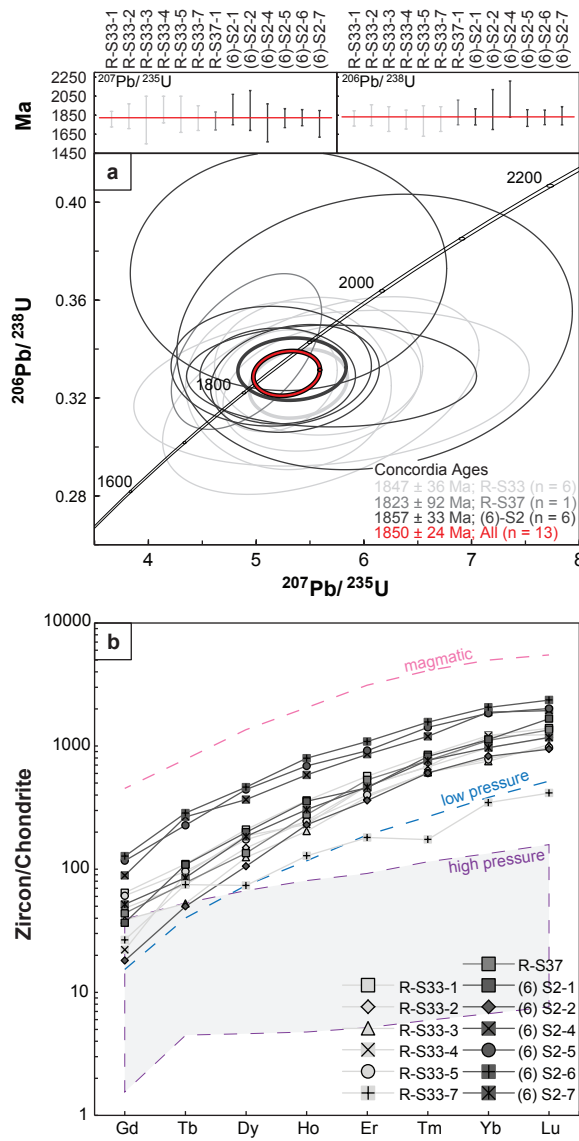 R-S33-1
R-S33-2
R-S33-3
R-S33-4
R-S33-5
R-S33-7
R-S37-1
(6)-S2-1
(6)-S2-2
(6)-S2-4
(6)-S2-5
(6)-S2-6
(6)-S2-7
R-S33-1
R-S33-2
R-S33-3
R-S33-4
R-S33-5
R-S33-7
R-S37-1
(6)-S2-1
(6)-S2-2
(6)-S2-4
(6)-S2-5
(6)-S2-6
(6)-S2-7
Ma
2250
2050
1850
1650
1450
207Pb/ 235U
206Pb/ 238U
a
206Pb/ 238U
0.40
0.36
0.32
0.28
2200
2000
1800
1600
Concordia Ages
1847 ± 36 Ma; R-S33 (n = 6)
1823 ± 92 Ma; R-S37 (n = 1)
1857 ± 33 Ma; (6)-S2 (n = 6)
1850 ± 24 Ma; All (n = 13)
4 5 6 7 8
207Pb/ 235U
b
Zircon/Chondrite
10000
1000
100
10
1
magmatic
low pressure
high pressure
R-S33-1
R-S33-2
R-S33-3
R-S33-4
R-S33-5
R-S33-7
R-S37
(6) S2-1
(6) S2-2
(6) S2-4
(6) S2-5
(6) S2-6
(6) S2-7
Gd Tb Dy Ho Er Tm Yb Lu